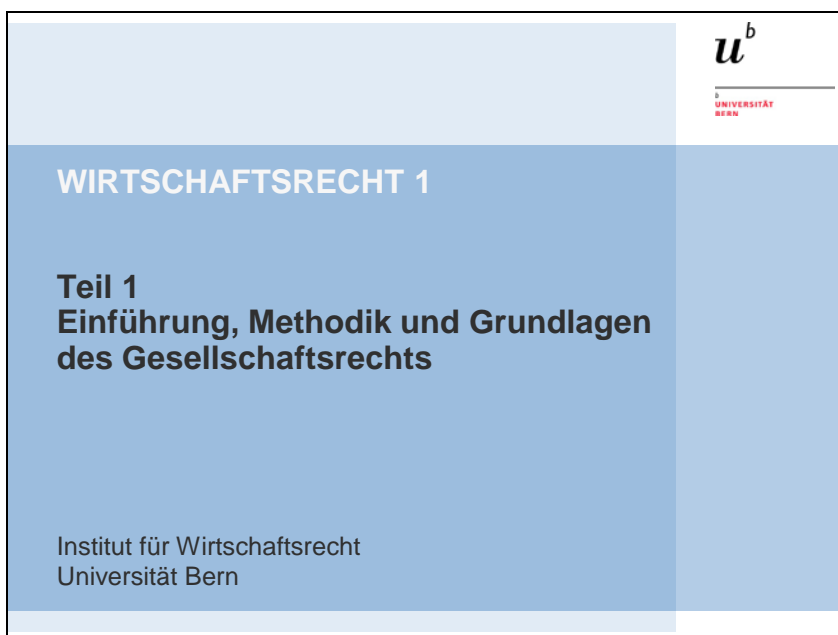 u b
b
UNIVERSITÄT
BERN
WIRTSCHAFTSRECHT 1
Teil 1
Einführung, Methodik und Grundlagen
des Gesellschaftsrechts
Institut für Wirtschaftsrecht
Universität Bern